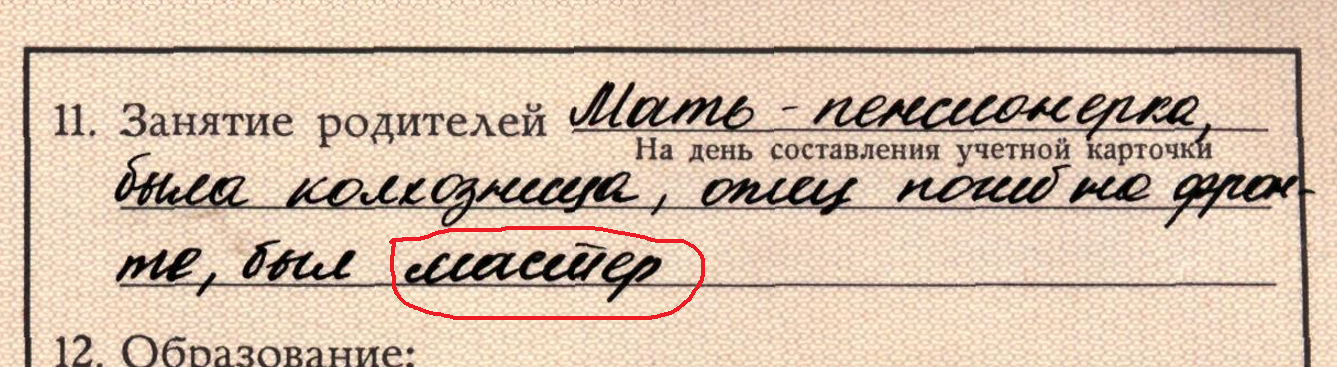 11. Занятие родителей Мать - пенсионерка,
На день составления учетной карточки
была колхозница, отец погиб на фрон-
те, был мастер
12. Образование: